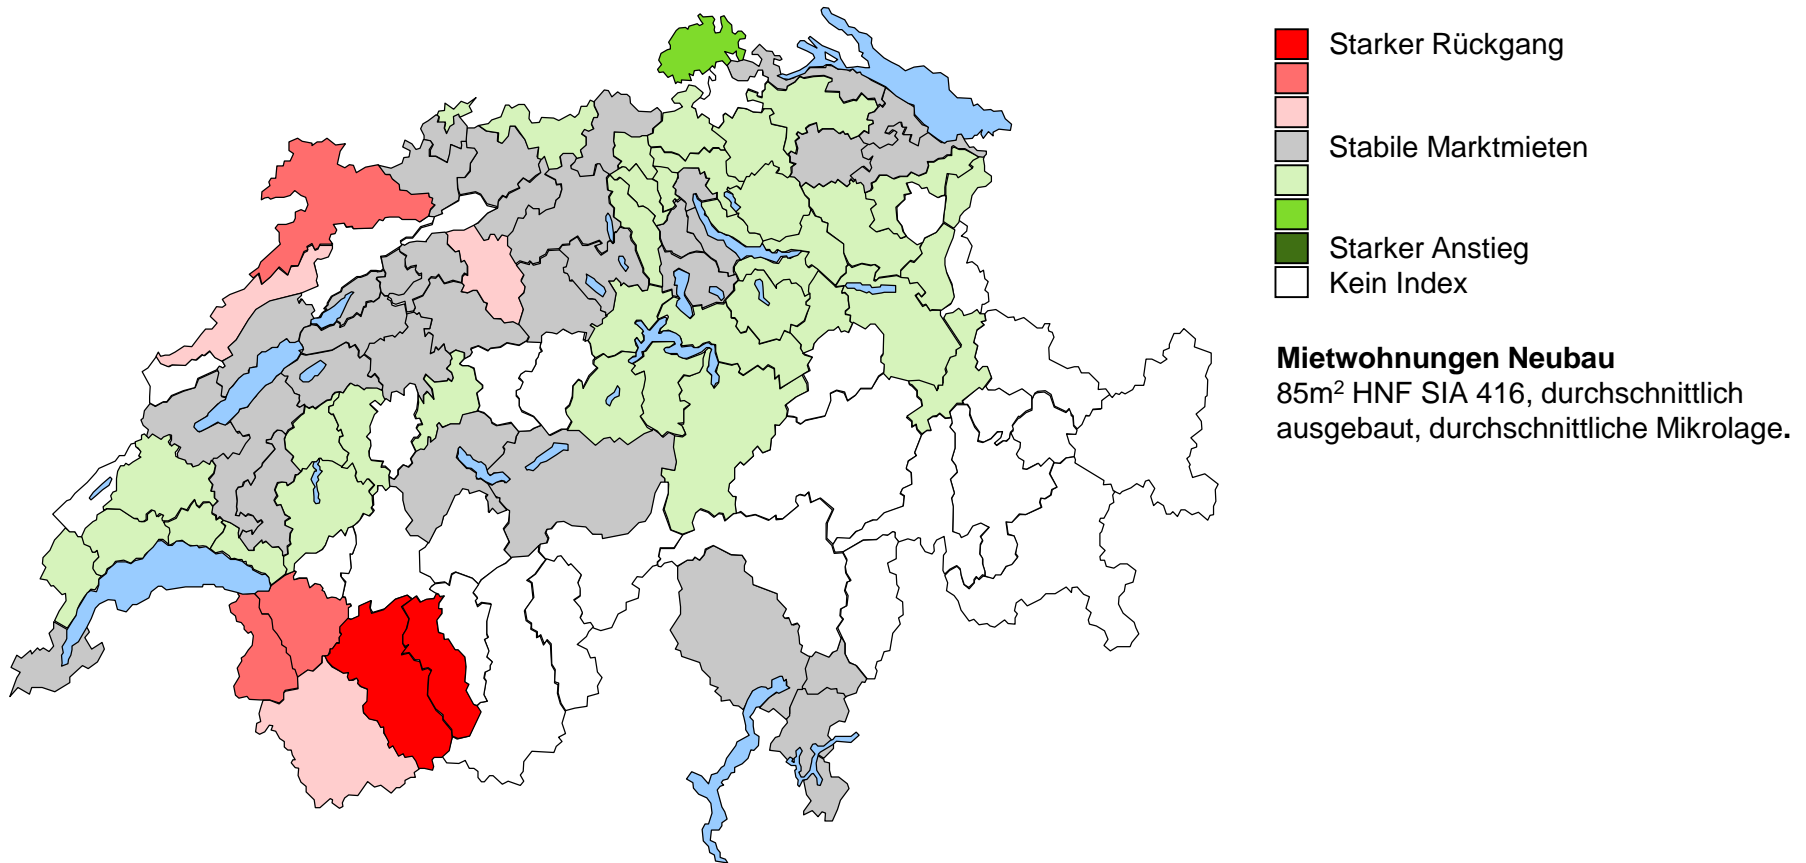 Starker Rückgang
Stabile Marktmieten
Starker Anstieg
Kein Index
Mietwohnungen Neubau
85m² HNF SIA 416, durchschnittlich
ausgebaut, durchschnittliche Mikrolage.